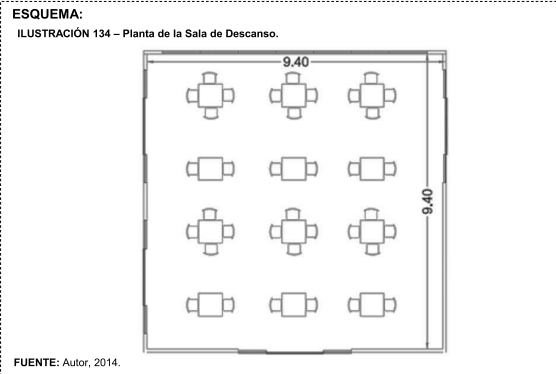 ESQUEMA:
ILUSTRACIÓN 134 – Planta de la Sala de Descanso.
9.40
9.40
FUENTE: Autor, 2014.